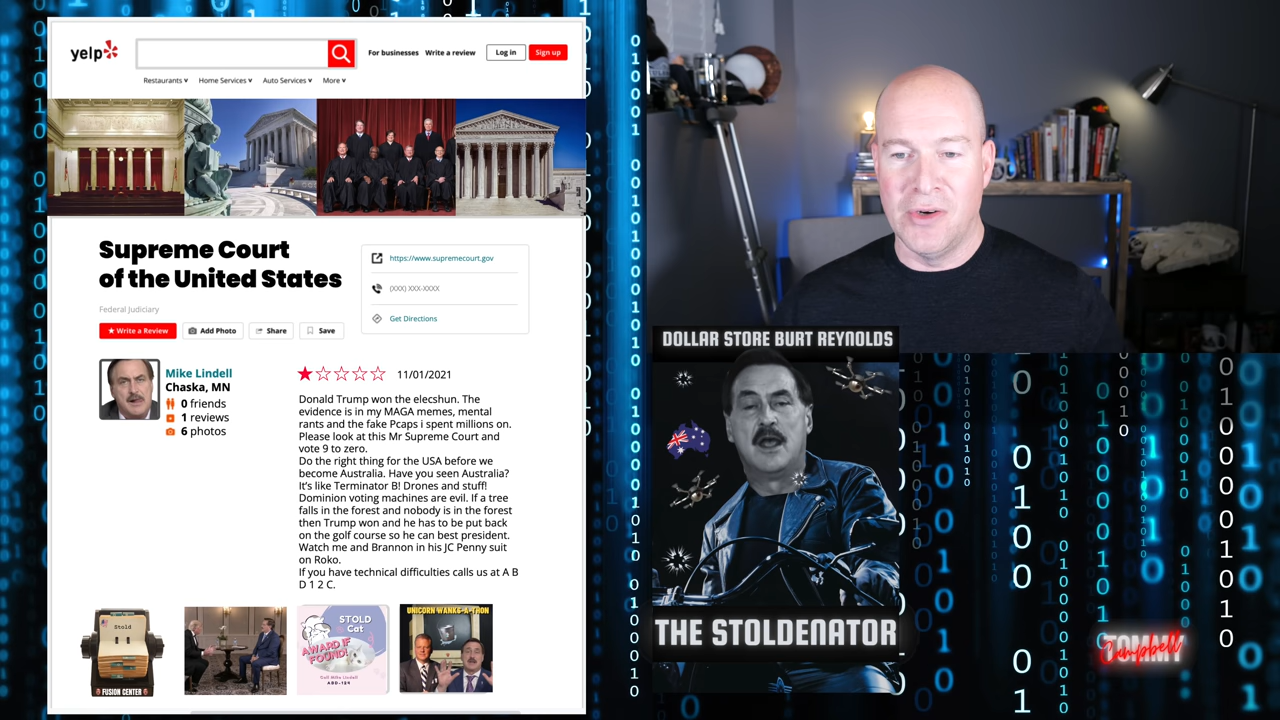 yelp
For businesses
Write a review
Log in
Sign up
Restaurants
Home Services
Auto Services
More
Supreme Court
of the United States
Federal Judiciary
Write a Review
Add Photo
Share
Save
https://www.supremecourt.gov
(XXX) XXX-XXXX
Get Directions
Mike Lindell
Chaska, MN
0 friends
1 reviews
6 photos
11/01/2021
Donald Trump won the elecshun. The
evidence is in my MAGA memes, mental
rants and the fake Pcaps i spent millions on.
Please look at this Mr Supreme Court and
vote 9 to zero.
Do the right thing for the USA before we
become Australia. Have you seen Australia?
It's like Terminator B! Drones and stuff!
Dominion voting machines are evil. If a tree
falls in the forest and nobody is in the forest
then Trump won and he has to be put back
on the golf course so he can best president.
Watch me and Brannon in his JC Penny suit
on Roko.
If you have technical difficulties calls us at A B
D 1 2 C.
Stold
FUSION CENTER
STOLD
Cat
AWARD IF
FOUND!
Call Mike Lindell
ABD-12¢
UNICORN WANKS-A-THON
DOLLAR STORE BURT REYNOLDS
THE STOLDENATOR
TOMMY
Campbell